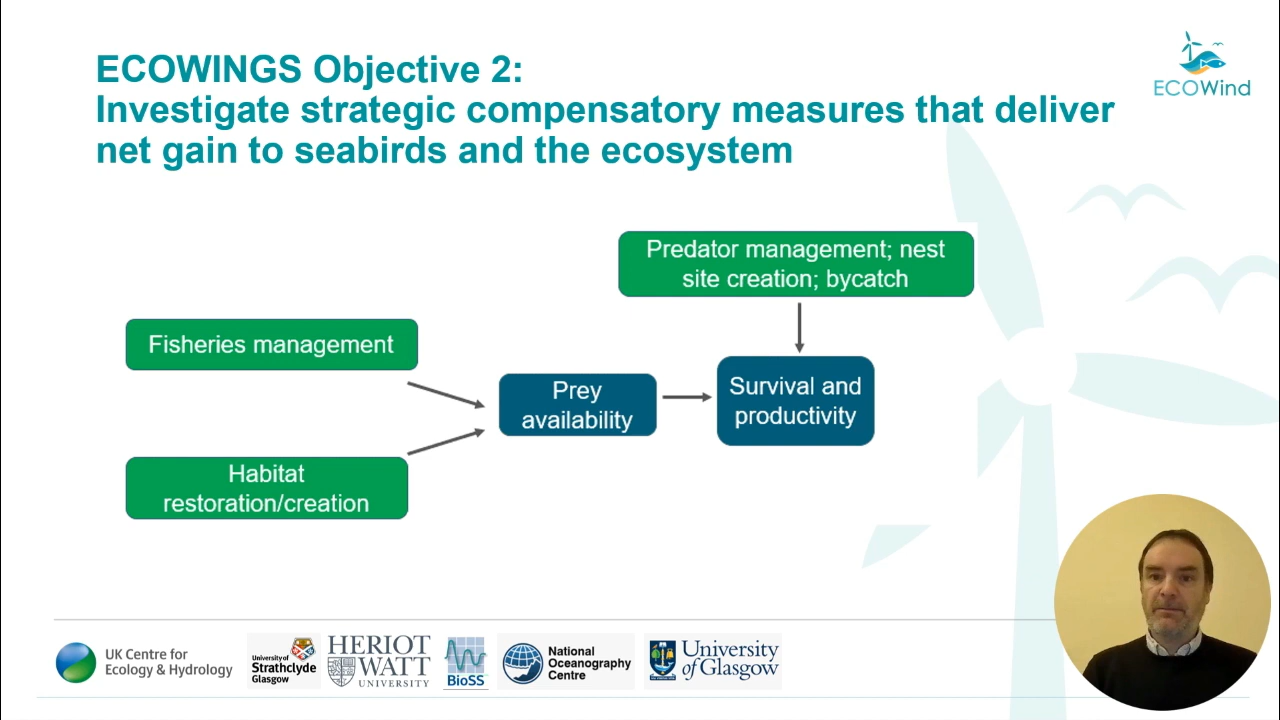 ECOWINGS Objective 2:
Investigate strategic compensatory measures that deliver
net gain to seabirds and the ecosystem
ECOWind
Predator management; nest
site creation; bycatch
Fisheries management
Prey
availability
Survival and
productivity
Habitat
restoration/creation
UK Centre for
Ecology & Hydrology
University of
Strathclyde
Glasgow
HERIOT
WATT
UNIVERSITY
BioSS
National
Oceanography
Centre
University
of Glasgow